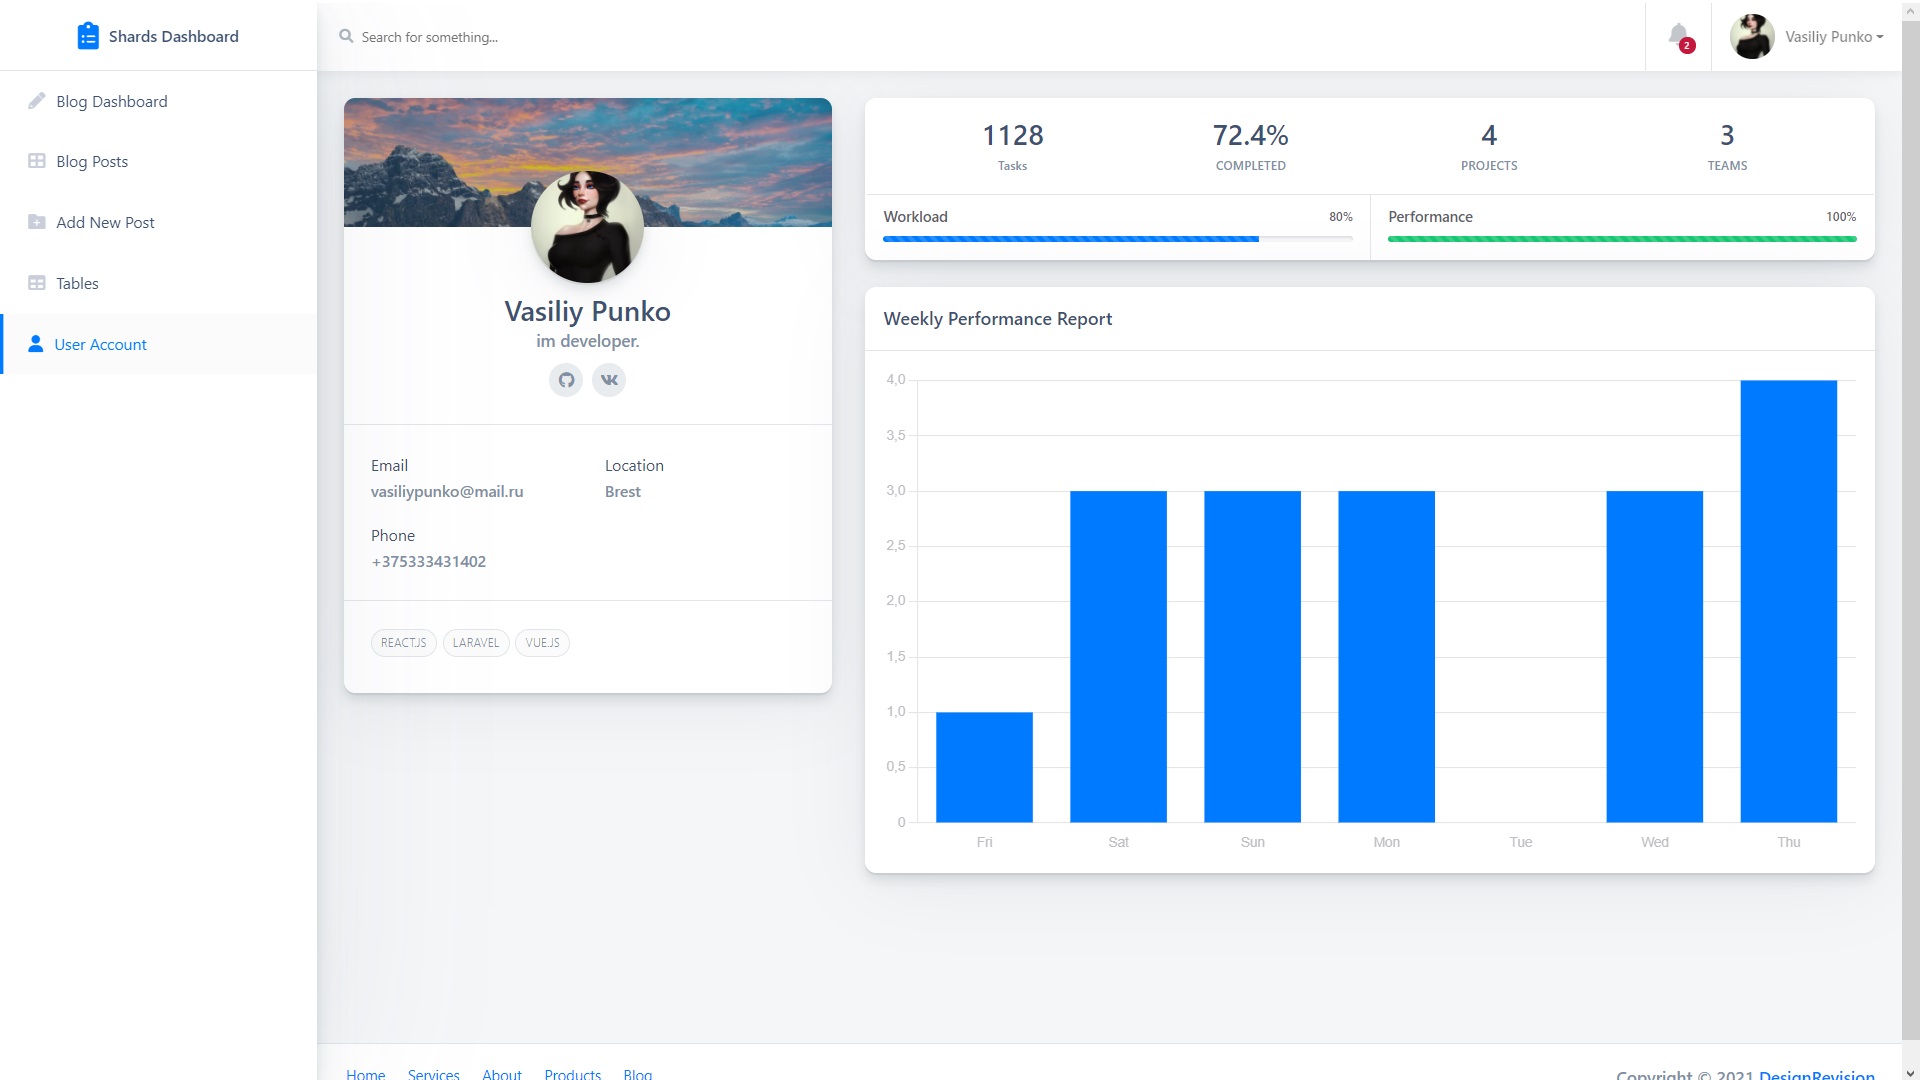 Shards Dashboard
Search for something...
2
Vasiliy Punko
Blog Dashboard
Blog Posts
Add New Post
Tables
User Account
Vasiliy Punko
im developer.
Email
vasiliypunko@mail.ru
Location
Brest
Phone
+375333431402
REACT.JS LARAVEL VUE.JS
1128
Tasks
72.4%
COMPLETED
4
PROJECTS
3
TEAMS
Workload 80%
Performance 100%
Weekly Performance Report
4,0
3,5
3,0
2,5
2,0
1,5
1,0
0,5
0
Fri Sat Sun Mon Tue Wed Thu
Home Services About Products Blog
Copyright © 2021 DesignRevision